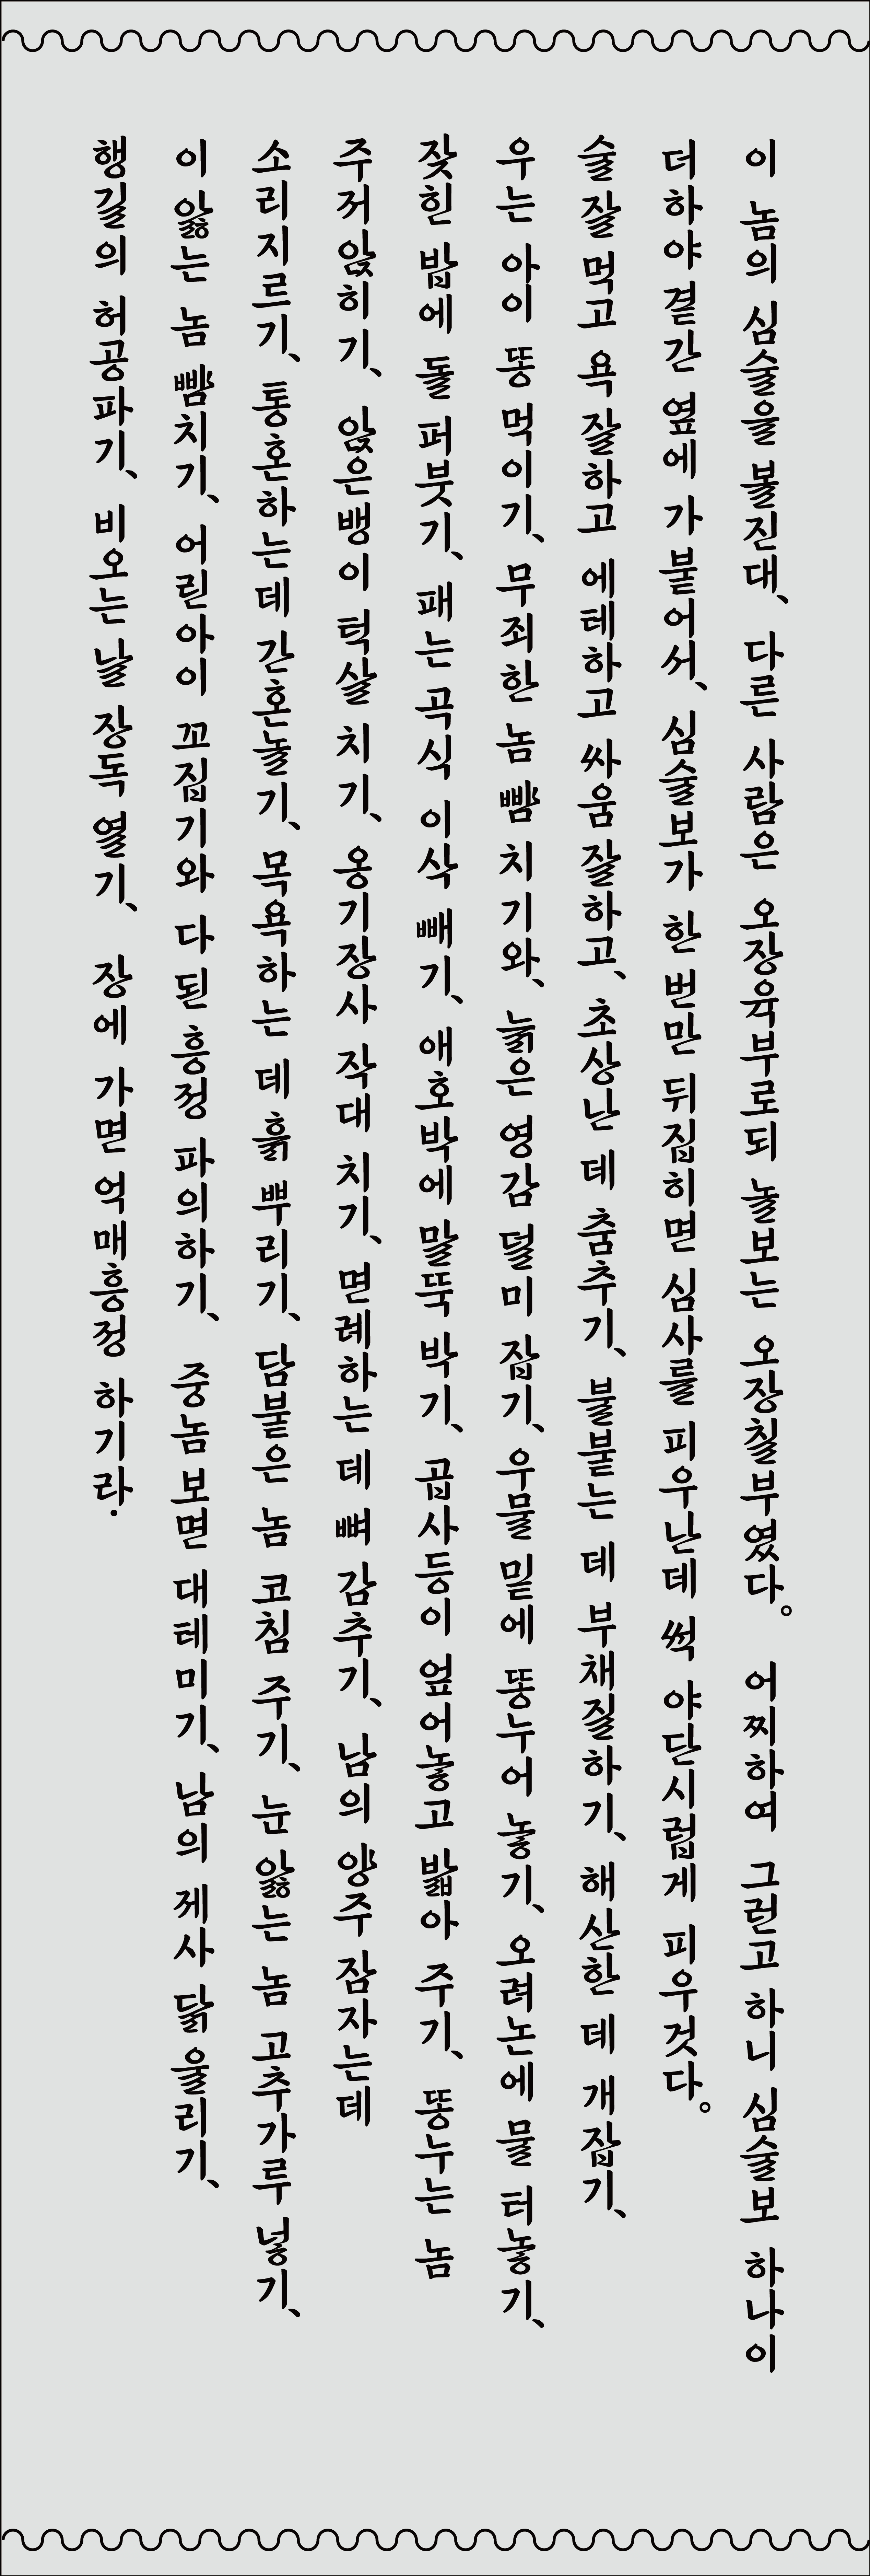 이 놈의 심술을 볼진대、 다른 사람은 오장육부로되 놀보는 오장칠부였다。 어찌하여 그런고 하니 심술보 하나이
더하야 곁간 옆에 가 붙어서、 심술보가 한 번만 뒤집히면 심사를 피우난데 썩 야단시럽게 피우것다。
술 잘 먹고 욕 잘하고 에테하고 싸움 잘하고、 초상난 데 춤추기、 불붙는 데 부채질하기、 해산한 데 개 잡기、
우는 아이 똥 먹이기、 무죄한 놈 뺨 치기와、 늙은 영감 덜미 잡기、 우물 밑에 똥누어 놓기、 오려논에 물 터놓기、
잦힌 밥에 돌 퍼붓기、 패는 곡식 이삭 빼기、 애호박에 말뚝 박기、 곱사등이 엎어놓고 밟아 주기、 똥누는 놈
주저앉히기、 앉은뱅이 턱살 치기、 옹기장사 작대 치기、 면례하는 데 뼈 감추기、 남의 양주 잠자는데
소리지르기、 통혼하는데 간혼놀기、 목욕하는 데 흙 뿌리기、 담붙은 놈 코침 주기、 눈 앓는 놈 고추가루 넣기、
이 앓는 놈 뺨치기、 어린아이 꼬집기와 다 된 흥정 파의하기、 중놈 보면 대테미기、 남의 제사 닭 울리기、
행길의 허공파기、 비오는 날 장독 열기、 장에 가면 억매흥정 하기라.